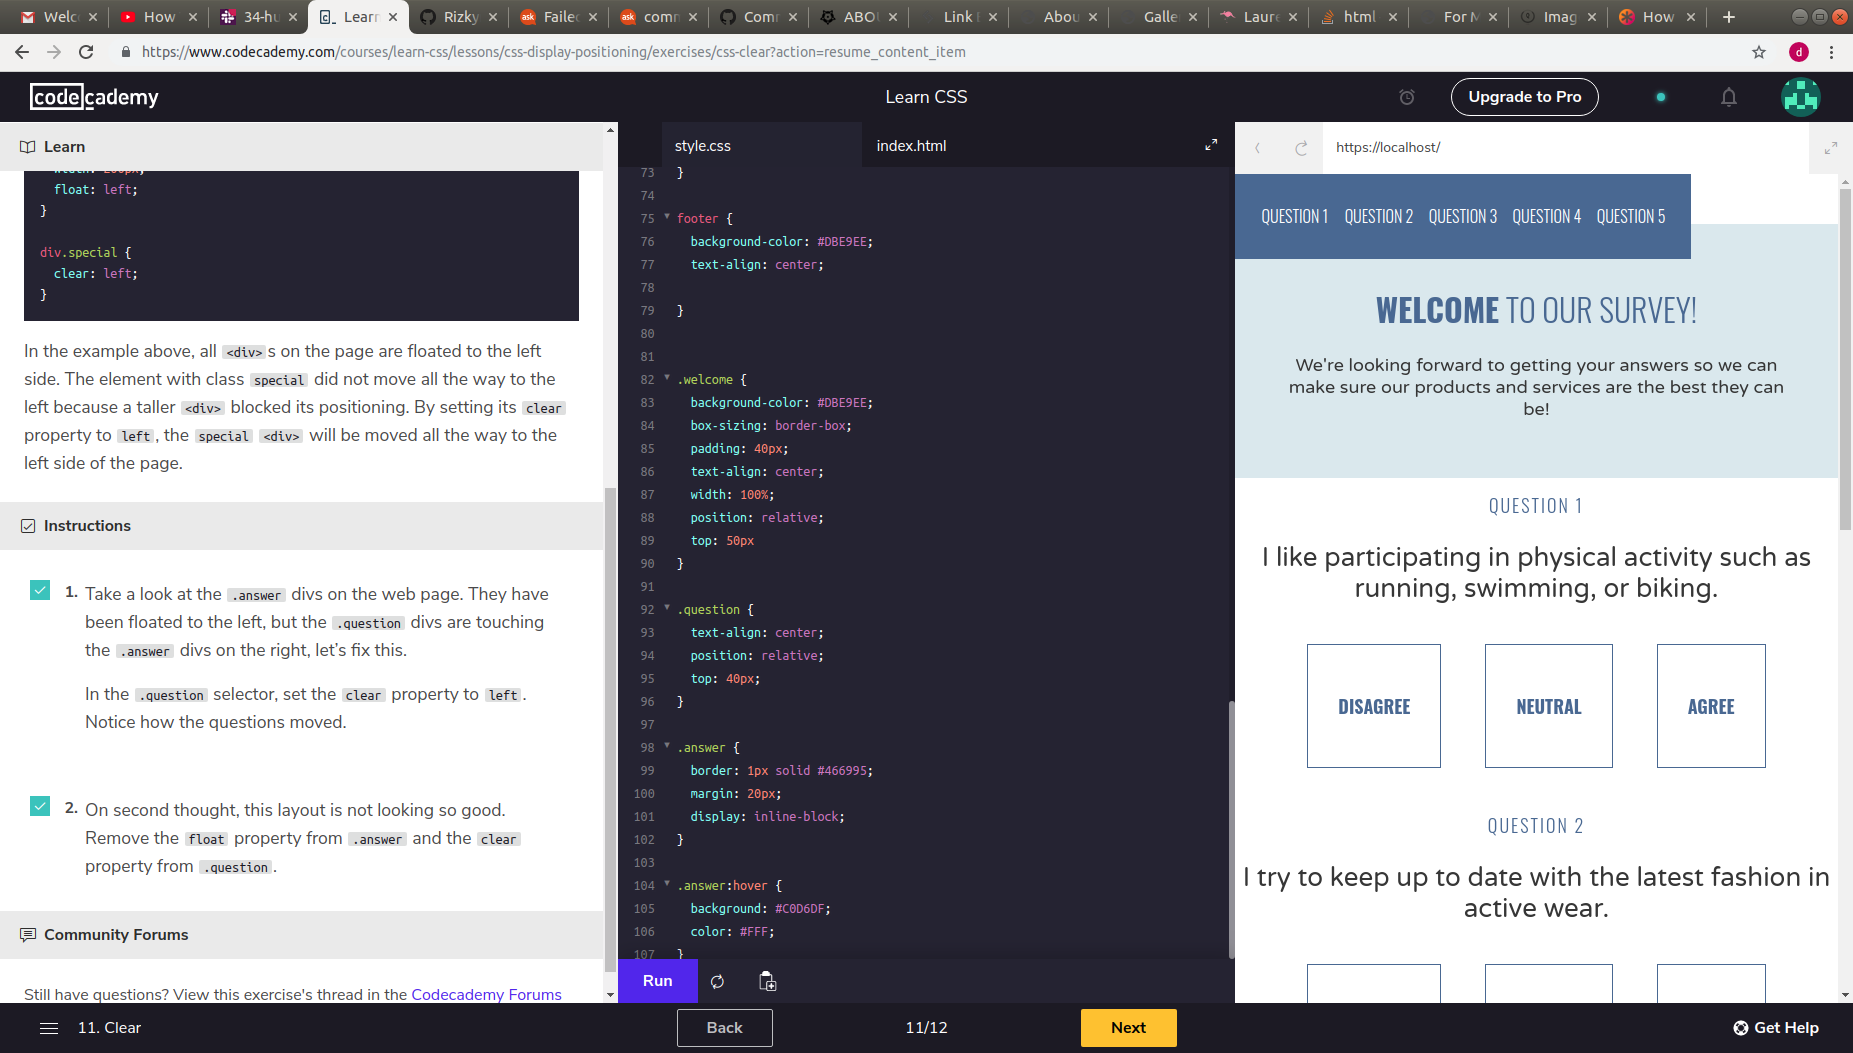 Welc
How
34-hu
Learn
Rizky
Failed
comm
Comr
ABOU
Link
Abou
Galle
Laure
html
For M
Imag
How
https://www.codecademy.com/courses/learn-css/lessons/css-display-positioning/exercises/css-clear?action=resume_content_item
d
codecademy
Learn CSS
Upgrade to Pro
Learn
float: left;
}
div.special {
clear: left;
}
In the example above, all <div>s on the page are floated to the left
side. The element with class special did not move all the way to the
left because a taller <div> blocked its positioning. By setting its clear
property to left, the special <div> will be moved all the way to the
left side of the page.
Instructions
1. Take a look at the .answer divs on the web page. They have
been floated to the left, but the .question divs are touching
the .answer divs on the right, let's fix this.
In the .question selector, set the clear property to left.
Notice how the questions moved.
2. On second thought, this layout is not looking so good.
Remove the float property from .answer and the clear
property from .question.
Community Forums
Still have questions? View this exercise's thread in the Codecademy Forums
style.css
index.html
73 }
74
75 footer {
76 background-color: #DBE9EE;
77 text-align: center;
78
79 }
80
81
82 .welcome {
83 background-color: #DBE9EE;
84 box-sizing: border-box;
85 padding: 40px;
86 text-align: center;
87 width: 100%;
88 position: relative;
89 top: 50px
90 }
91
92 .question {
93 text-align: center;
94 position: relative;
95 top: 40px;
96 }
97
98 .answer {
99 border: 1px solid #466995;
100 margin: 20px;
101 display: inline-block;
102 }
103
104 .answer:hover {
105 background: #C0D6DF;
106 color: #FFF;
107 }
Run
https://localhost/
QUESTION 1 QUESTION 2 QUESTION 3 QUESTION 4 QUESTION 5
WELCOME TO OUR SURVEY!
We're looking forward to getting your answers so we can
make sure our products and services are the best they can
be!
QUESTION 1
I like participating in physical activity such as
running, swimming, or biking.
DISAGREE
NEUTRAL
AGREE
QUESTION 2
I try to keep up to date with the latest fashion in
active wear.
11. Clear
Back
11/12
Next
Get Help